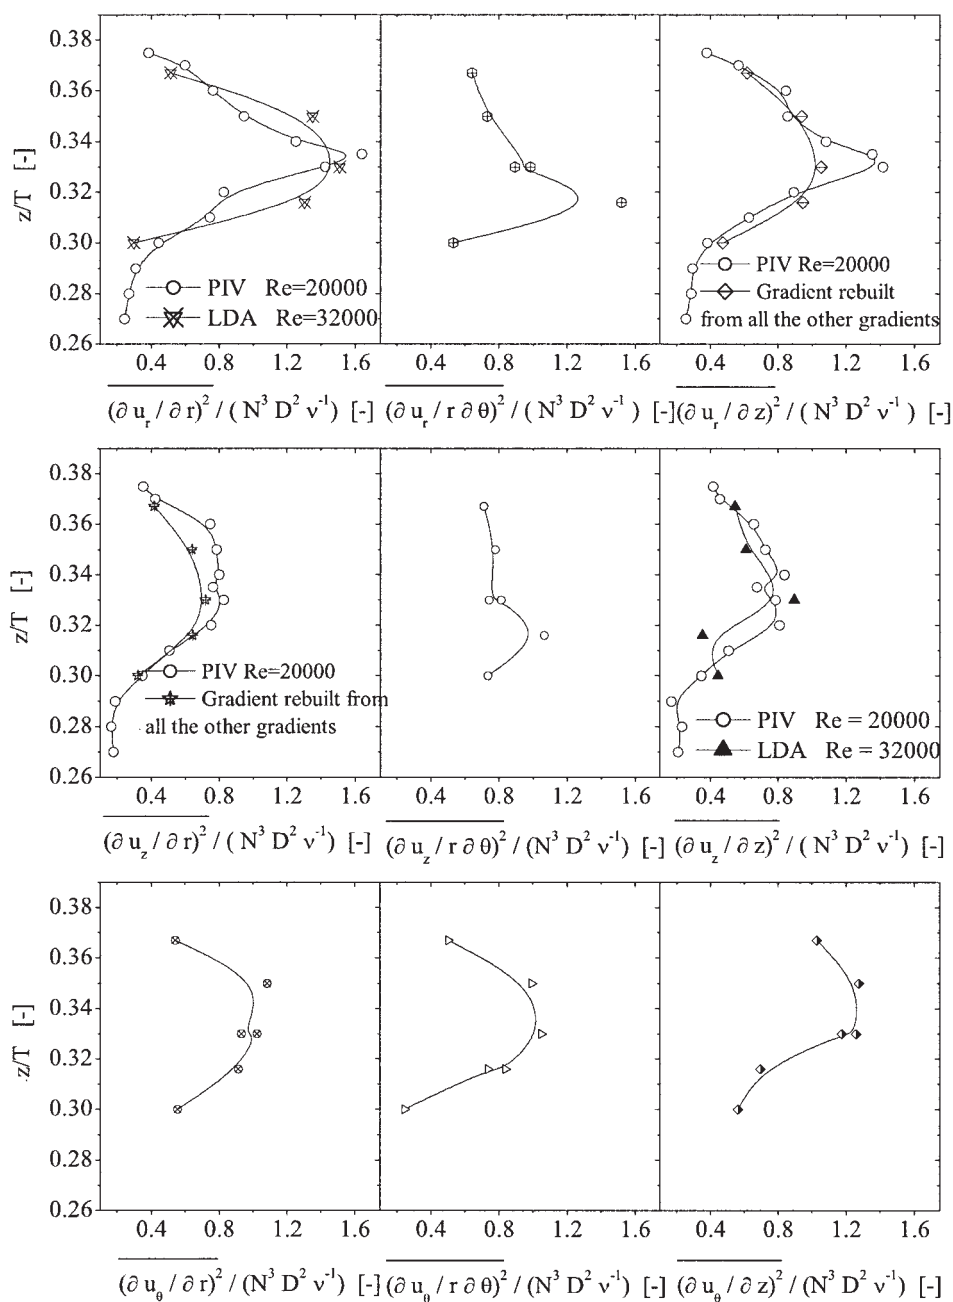 0.38
0.36
0.34
0.32
0.30
0.28
0.26
z/T [-]
PIV Re=20000
LDA Re=32000
PIV Re=20000
Gradient rebuilt
from all the other gradients
0.4 0.8 1.2 1.6 0.4 0.8 1.2 1.6 0.4 0.8 1.2 1.6
(∂ u_r / ∂ r)² / ( N³ D² ν⁻¹) [-] (∂ u_r / r ∂ θ)² / ( N³ D² ν⁻¹) [-] (∂ u_r / ∂ z)² / ( N³ D² ν⁻¹) [-]
0.38
0.36
0.34
0.32
0.30
0.28
0.26
z/T [-]
PIV Re=20000
Gradient rebuilt from
all the other gradients
PIV Re = 20000
LDA Re = 32000
0.4 0.8 1.2 1.6 0.4 0.8 1.2 1.6 0.4 0.8 1.2 1.6
(∂ u_z / ∂ r)² / ( N³ D² ν⁻¹) [-] (∂ u_z / r ∂ θ)² / (N³ D² ν⁻¹) [-] (∂ u_z / ∂ z)² / ( N³ D² ν⁻¹) [-]
0.38
0.36
0.34
0.32
0.30
0.28
0.26
z/T [-]
0.4 0.8 1.2 1.6 0.4 0.8 1.2 1.6 0.4 0.8 1.2 1.6
(∂ u_θ / ∂ r)² / (N³ D² ν⁻¹) [-] (∂ u_θ / r ∂ θ)² / (N³ D² ν⁻¹) [-] (∂ u_θ / ∂ z)² / (N³ D² ν⁻¹) [-]